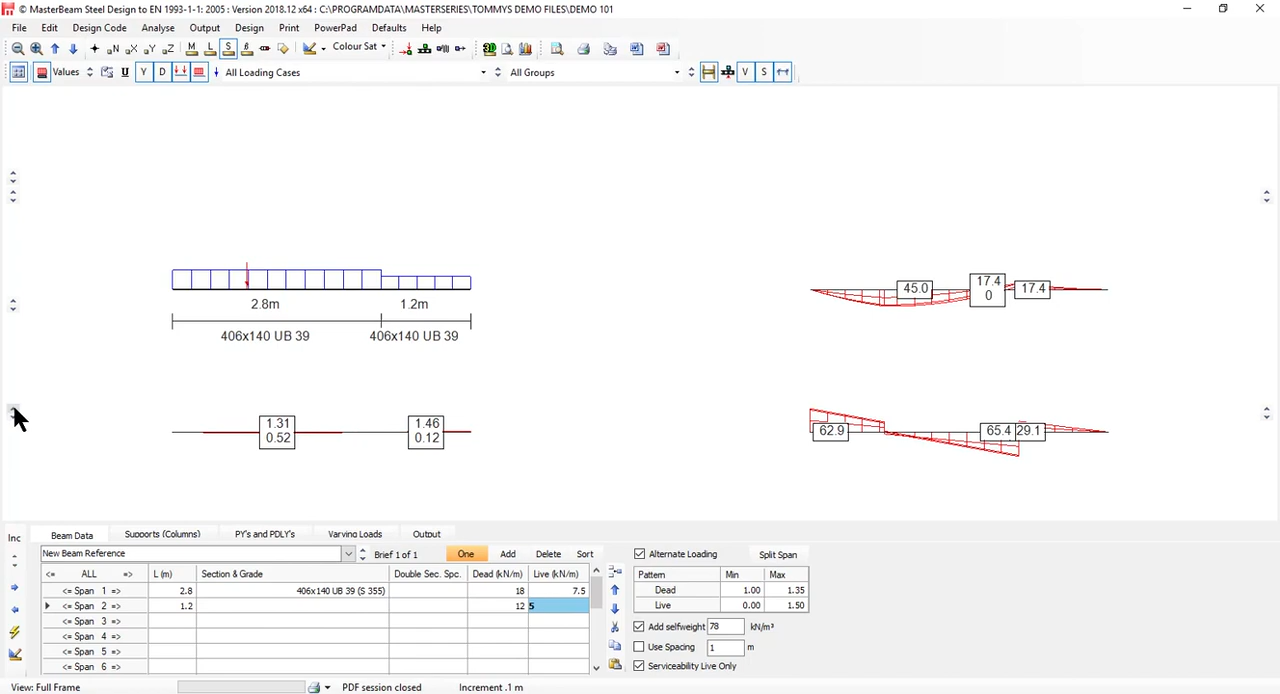 © MasterBeam Steel Design to EN 1993-1-1: 2005 : Version 2018.12 x64 : C:\PROGRAMDATA\MASTERSERIES\TOMMYS DEMO FILES\DEMO 101
File Edit Design Code Analyse Output Design Print PowerPad Defaults Help
N X Y Z M L S Colour Sat 3D
Values U Y D All Loading Cases All Groups V S
2.8m 1.2m
406x140 UB 39 406x140 UB 39
45.0 17.4 0 17.4
1.31 0.52 1.46 0.12
62.9 65.4 29.1
Inc Beam Data Supports (Columns) PY's and PDLY's Varying Loads Output
New Beam Reference Brief 1 of 1 One Add Delete Sort Alternate Loading Split Span
<= ALL => L (m) Section & Grade Double Sec. Spc. Dead (kN/m) Live (kN/m) Pattern Min Max
<= Span 1 => 2.8 406x140 UB 39 (S 355) 18 7.5 Dead 1.00 1.35
<= Span 2 => 1.2 12 5 Live 0.00 1.50
<= Span 3 => Add selfweight 78 kN/m³
<= Span 4 =>
<= Span 5 => Use Spacing 1 m
<= Span 6 => Serviceability Live Only
View: Full Frame PDF session closed Increment .1 m